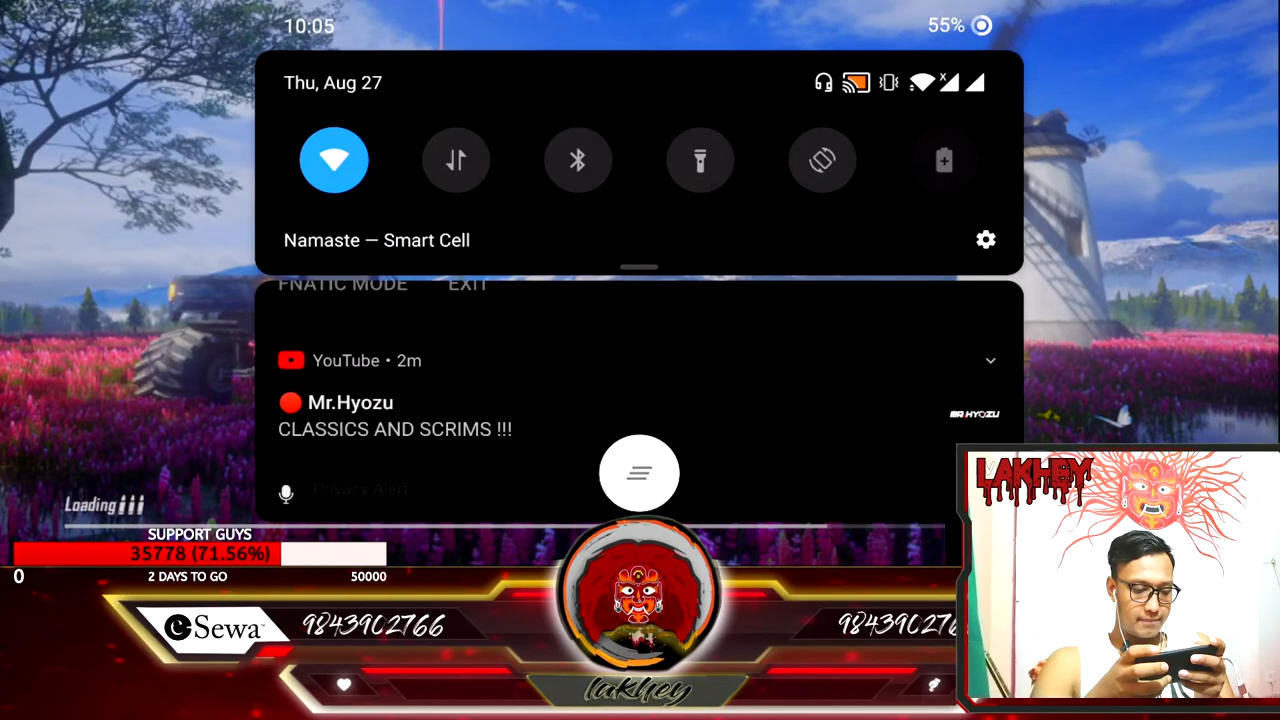 10:05
55%
Thu, Aug 27
Namaste — Smart Cell
FNATIC MODE EXIT
YouTube • 2m
Mr.Hyozu
CLASSICS AND SCRIMS !!!
MR HYOZU
Privacy Alert
Loading
SUPPORT GUYS
35778 (71.56%)
0
2 DAYS TO GO
50000
eSewa™
9843902766
984390276
lakhey
LAKHEY